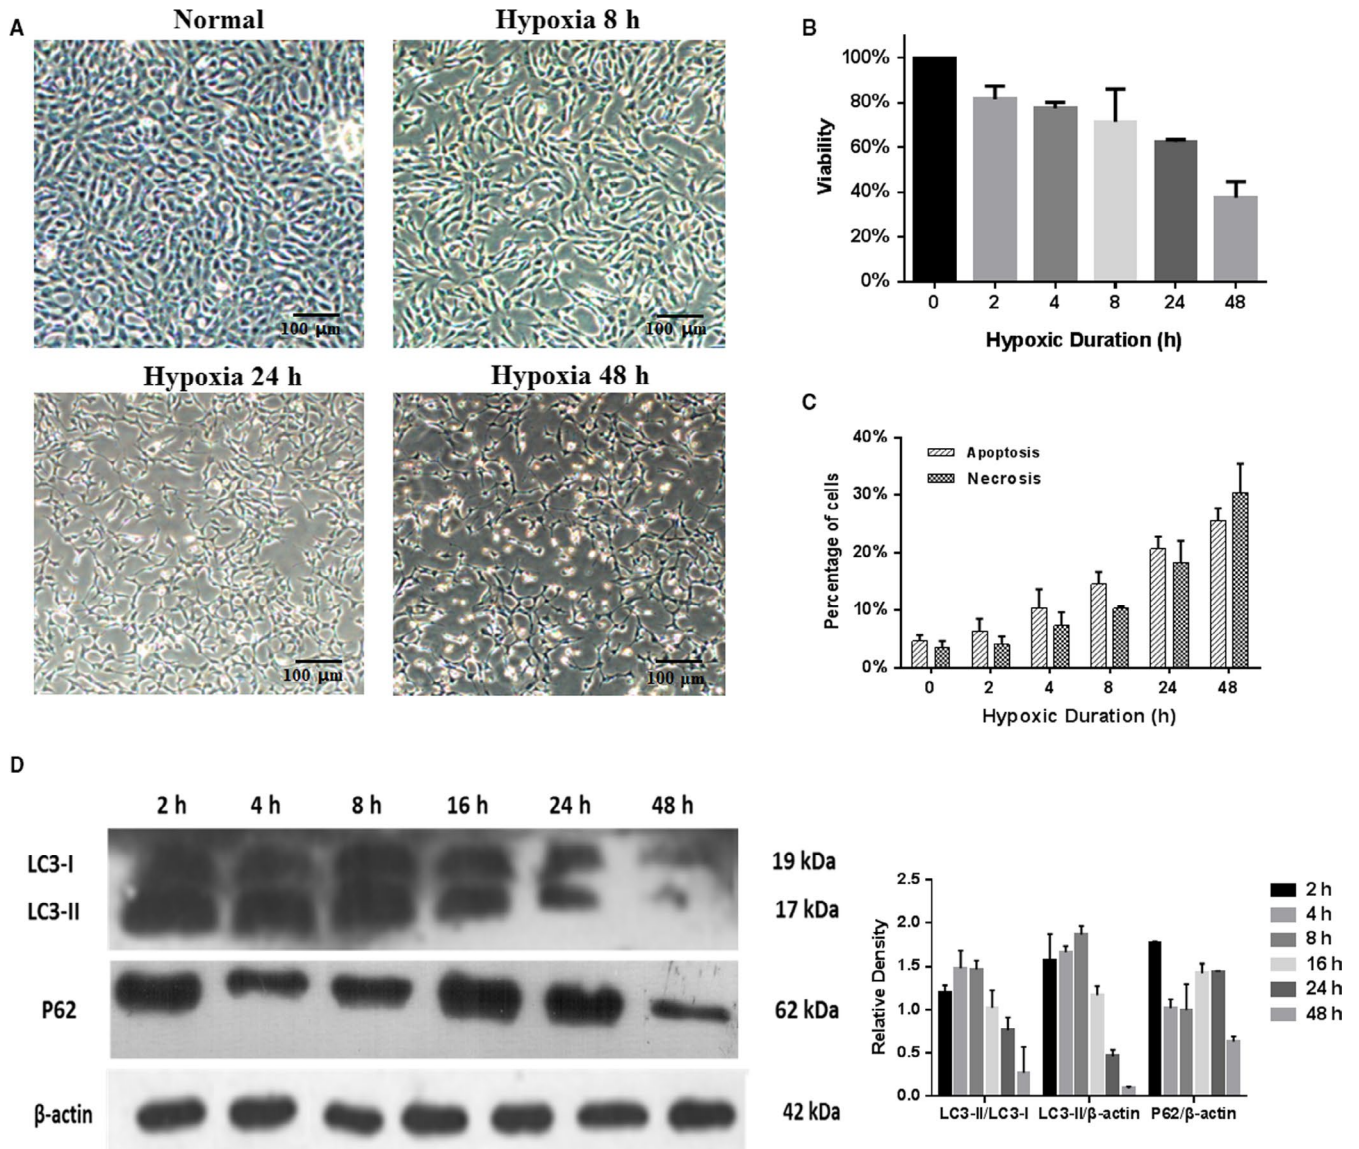 A
Normal
Hypoxia 8 h
100 µm
100 µm
Hypoxia 24 h
Hypoxia 48 h
100 µm
100 µm
B
100%
80%
60%
40%
20%
0%
Viability
0 2 4 8 24 48
Hypoxic Duration (h)
C
40%
30%
20%
10%
0%
Percentage of cells
Apoptosis
Necrosis
0 2 4 8 24 48
Hypoxic Duration (h)
D
2 h 4 h 8 h 16 h 24 h 48 h
LC3-I 19 kDa
LC3-II 17 kDa
P62 62 kDa
β-actin 42 kDa
2.5
2.0
1.5
1.0
0.5
0.0
Relative Density
LC3-II/LC3-I LC3-II/β-actin P62/β-actin
2 h
4 h
8 h
16 h
24 h
48 h